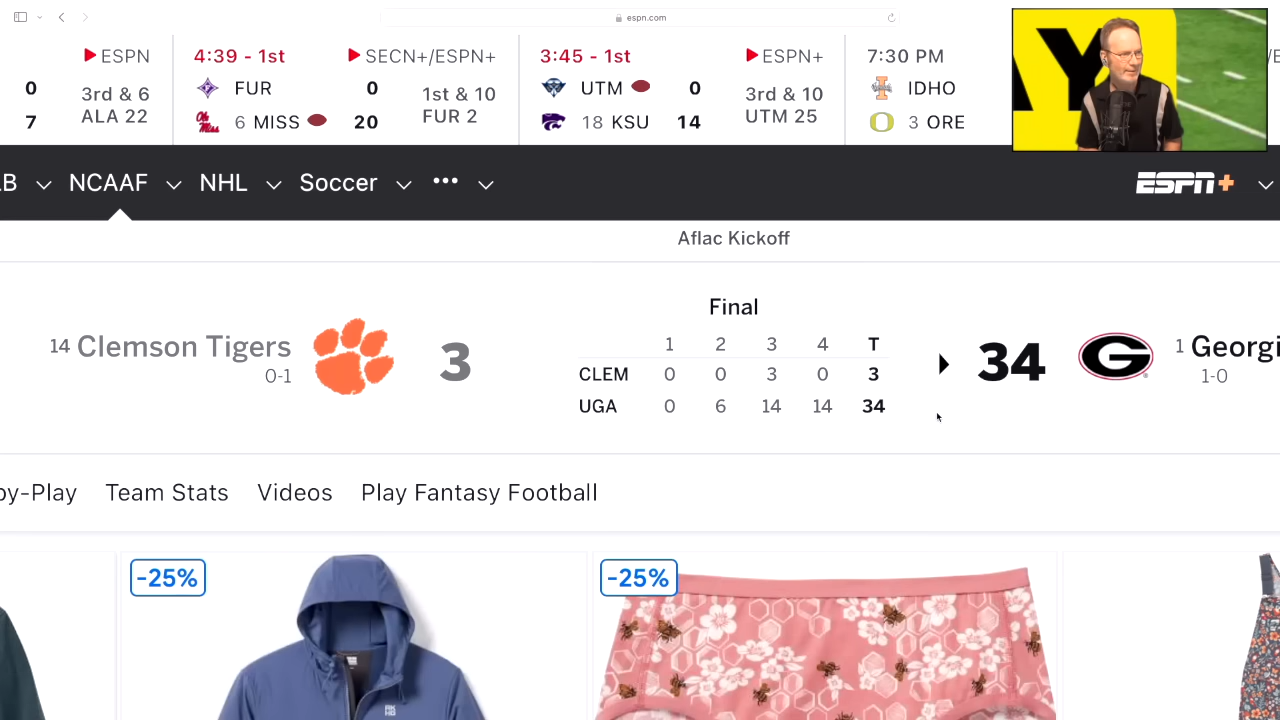 espn.com
ESPN
0
3rd & 6
7
ALA 22
4:39 - 1st
SECN+/ESPN+
FUR
0
1st & 10
6 MISS
20
FUR 2
3:45 - 1st
ESPN+
UTM
0
3rd & 10
18 KSU
14
UTM 25
7:30 PM
IDHO
3 ORE
AY
LB
NCAAF
NHL
Soccer
•••
ESPN+
Aflac Kickoff
Final
14 Clemson Tigers
0-1
3
1 2 3 4 T
CLEM 0 0 3 0 3
UGA 0 6 14 14 34
34
G
1 Georgi
1-0
by-Play
Team Stats
Videos
Play Fantasy Football
-25%
-25%